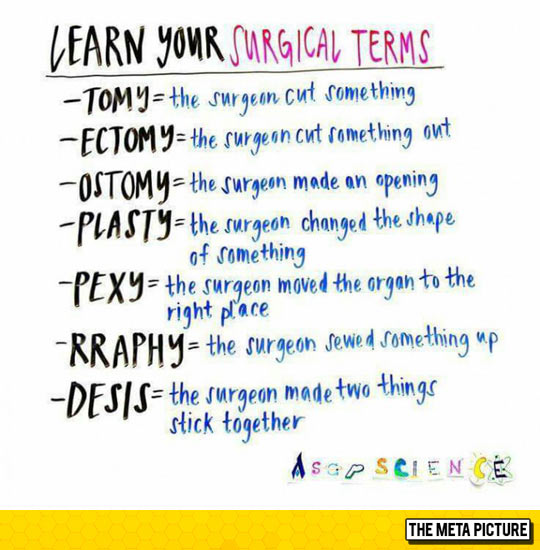 LEARN YOUR SURGICAL TERMS
-TOMY= the surgeon cut something
-ECTOMY= the surgeon cut something out
-OSTOMY= the surgeon made an opening
-PLASTY= the surgeon changed the shape
of something
-PEXY= the surgeon moved the organ to the
right place
-RRAPHY= the surgeon sewed something up
-DESIS= the surgeon made two things
stick together
ASGP SCIENCE
THE META PICTURE